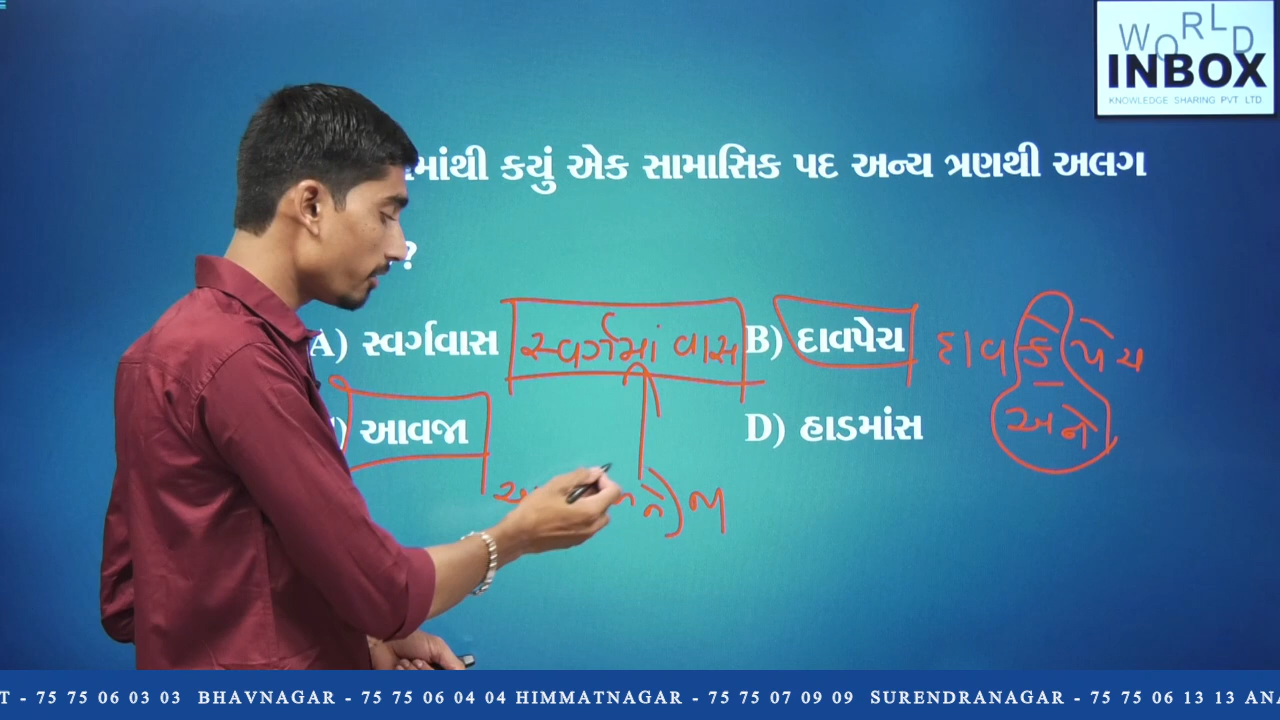 WORLD
INBOX
KNOWLEDGE SHARING PVT LTD.
કયું એક સામાસિક પદ અન્ય ત્રણથી અલગ
?
A) સ્વર્ગવાસ સ્વર્ગમાં વાસ B) દાવપેચ દાવ કે પેચ
આવજા D) હાડમાંસ અને
જા
75 75 06 03 03 BHAVNAGAR - 75 75 06 04 04 HIMMATNAGAR - 75 75 07 09 09 SURENDRANAGAR - 75 75 06 13 13